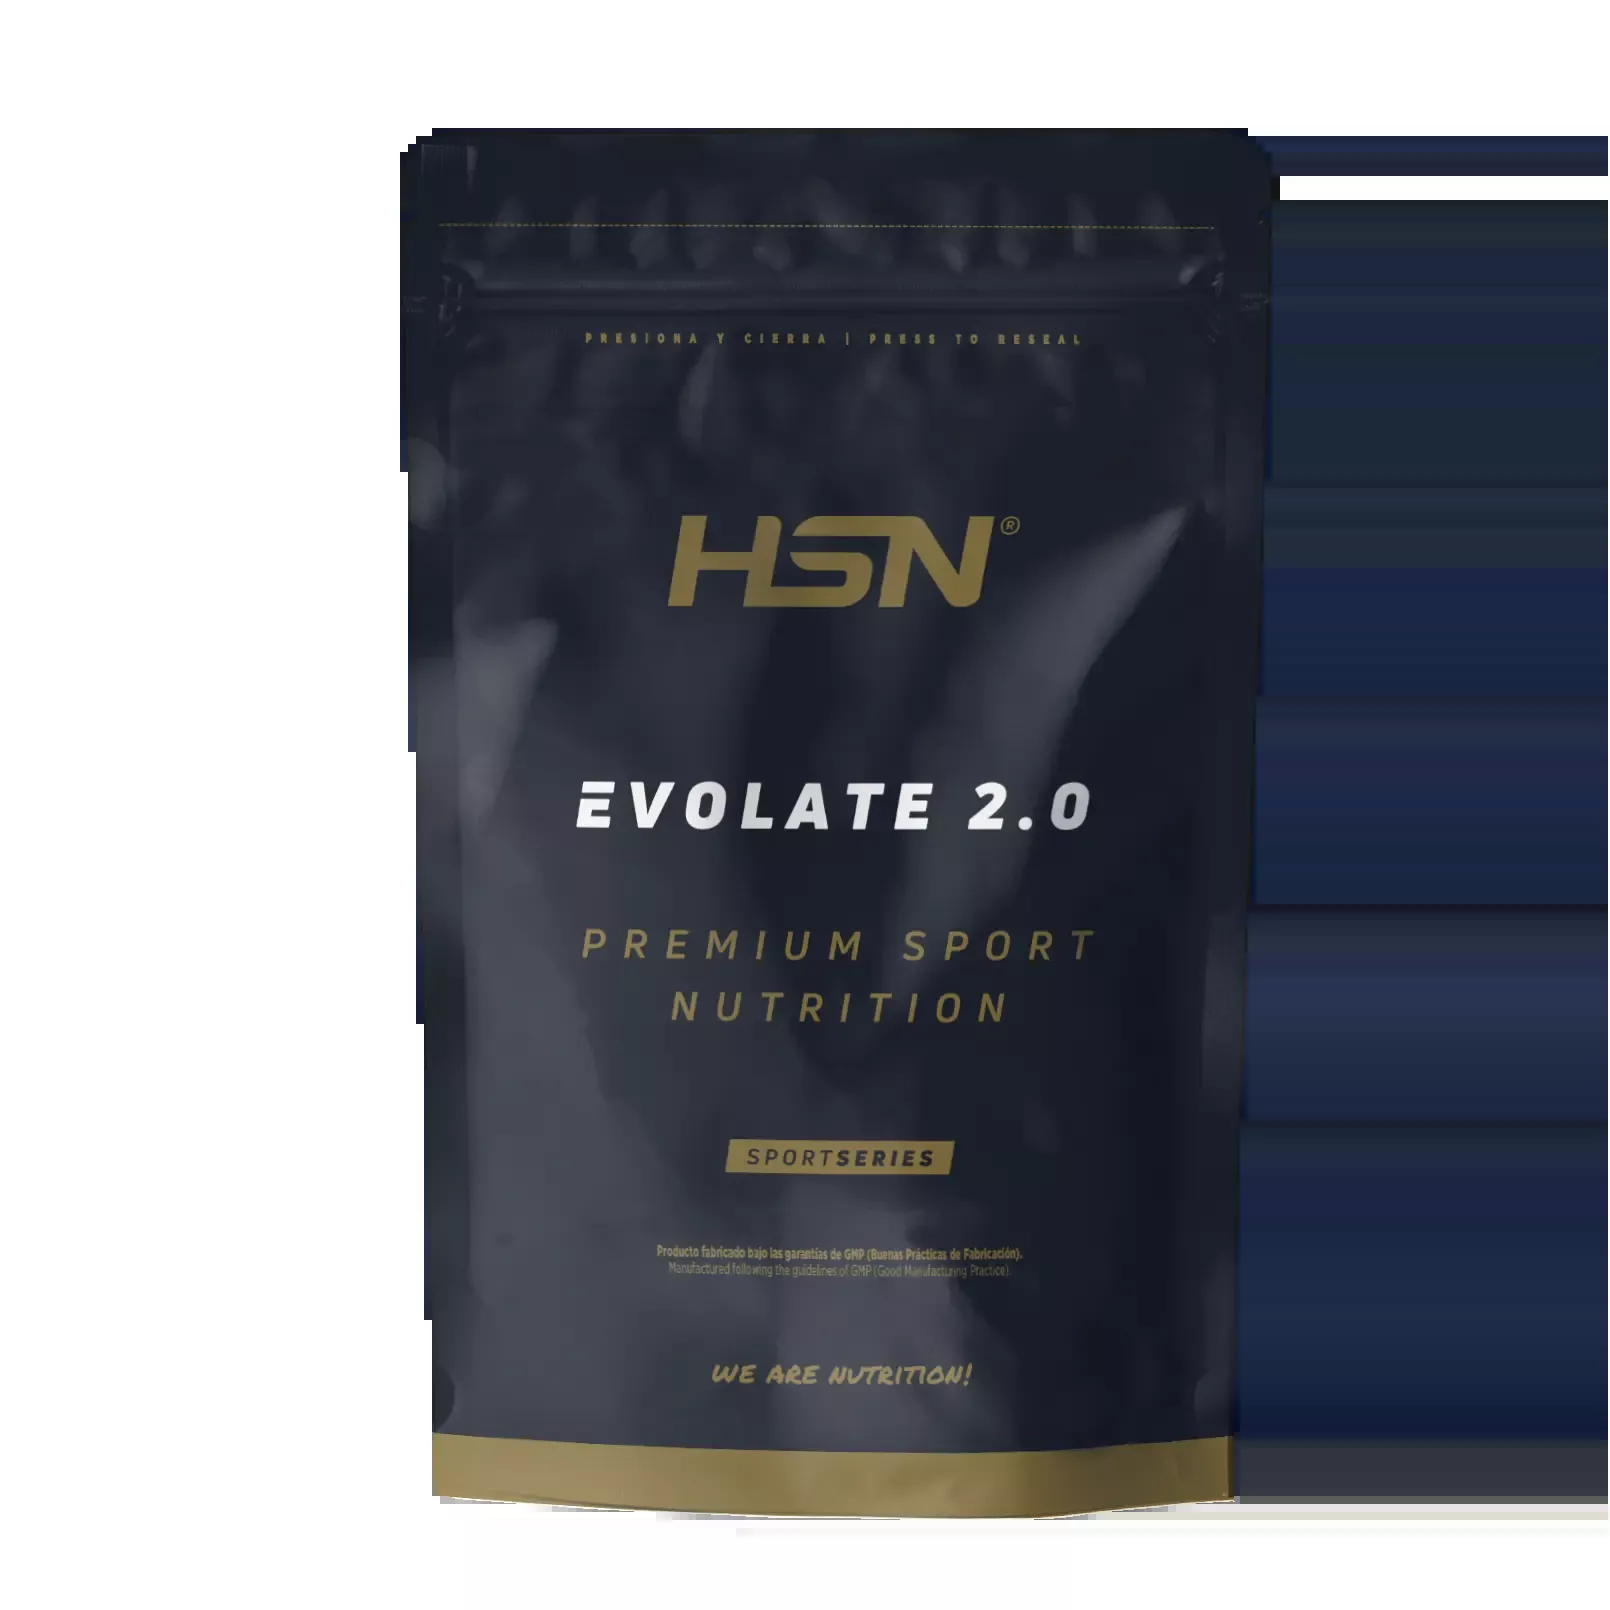 PRESIONA Y CIERRA | PRESS TO RESEAL
HSN®
EVOLATE 2.0
PREMIUM SPORT
NUTRITION
SPORTSERIES
Producto fabricado bajo las garantías de GMP (Buenas Prácticas de Fabricación).
Manufactured following the guidelines of GMP (Good Manufacturing Practice).
WE ARE NUTRITION!